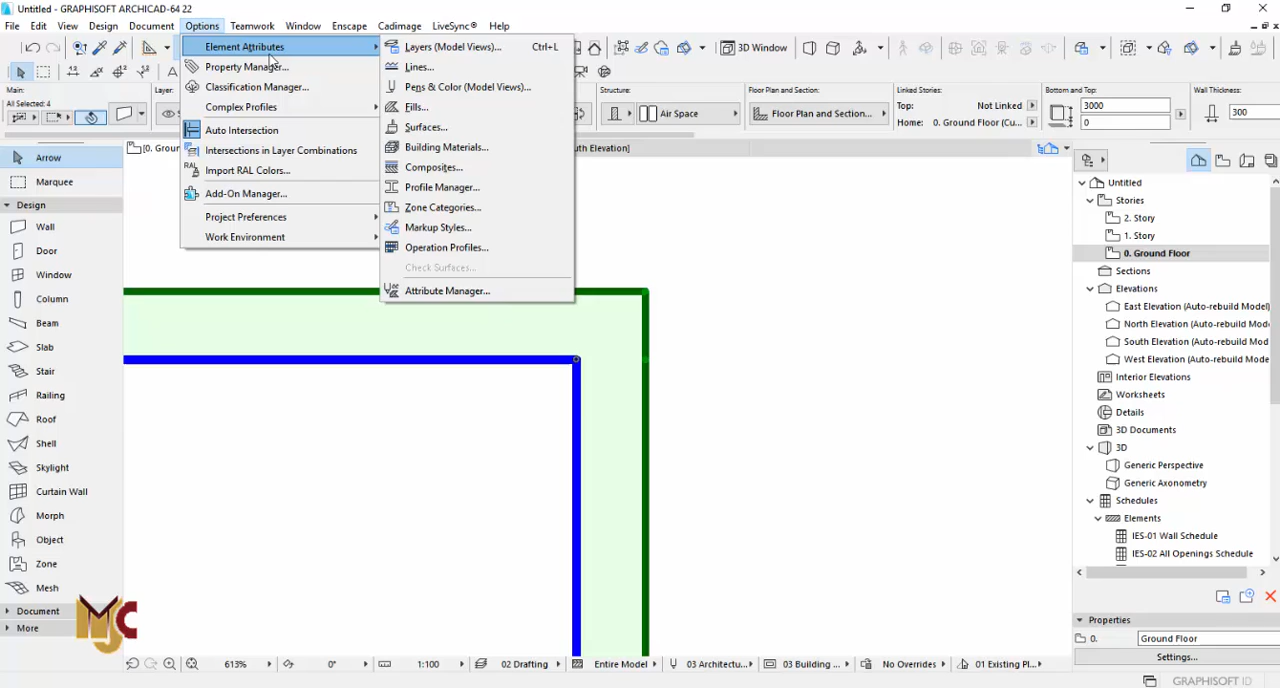 Untitled - GRAPHISOFT ARCHICAD-64 22
File Edit View Design Document Options Teamwork Window Enscape Cadimage LiveSync® Help
3D Window
Main:
All Selected: 4
Layer:
Structure:
Air Space
Floor Plan and Section:
Floor Plan and Section...
Linked Stories:
Top: Not Linked
Home: 0. Ground Floor (Cu...
Bottom and Top:
3000
0
Wall Thickness:
300
Element Attributes
Property Manager...
Classification Manager...
Complex Profiles
Auto Intersection
Intersections in Layer Combinations
Import RAL Colors...
Add-On Manager...
Project Preferences
Work Environment
Layers (Model Views)... Ctrl+L
Lines...
Pens & Color (Model Views)...
Fills...
Surfaces...
Building Materials...
Composites...
Profile Manager...
Zone Categories...
Markup Styles...
Operation Profiles...
Check Surfaces...
Attribute Manager...
[0. Ground
uth Elevation]
Arrow
Marquee
Design
Wall
Door
Window
Column
Beam
Slab
Stair
Railing
Roof
Shell
Skylight
Curtain Wall
Morph
Object
Zone
Mesh
Document
More
MJC
Untitled
Stories
2. Story
1. Story
0. Ground Floor
Sections
Elevations
East Elevation (Auto-rebuild Model)
North Elevation (Auto-rebuild Mode
South Elevation (Auto-rebuild Mod
West Elevation (Auto-rebuild Mode
Interior Elevations
Worksheets
Details
3D Documents
3D
Generic Perspective
Generic Axonometry
Schedules
Elements
IES-01 Wall Schedule
IES-02 All Openings Schedule
Properties
0. Ground Floor
Settings...
613% 0° 1:100 02 Drafting Entire Model 03 Architectu... 03 Building ... No Overrides 01 Existing Pl...
GRAPHISOFT ID